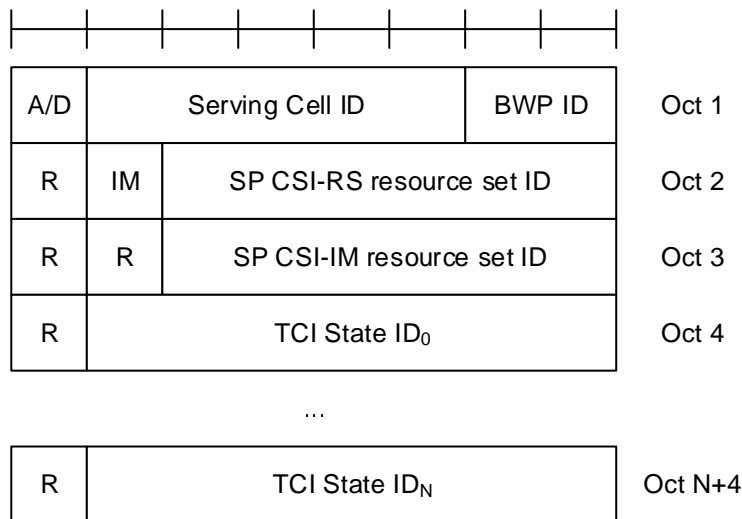 A/D Serving Cell ID BWP ID Oct 1
R IM SP CSI-RS resource set ID Oct 2
R R SP CSI-IM resource set ID Oct 3
R TCI State ID₀ Oct 4
...
R TCI State ID_N Oct N+4